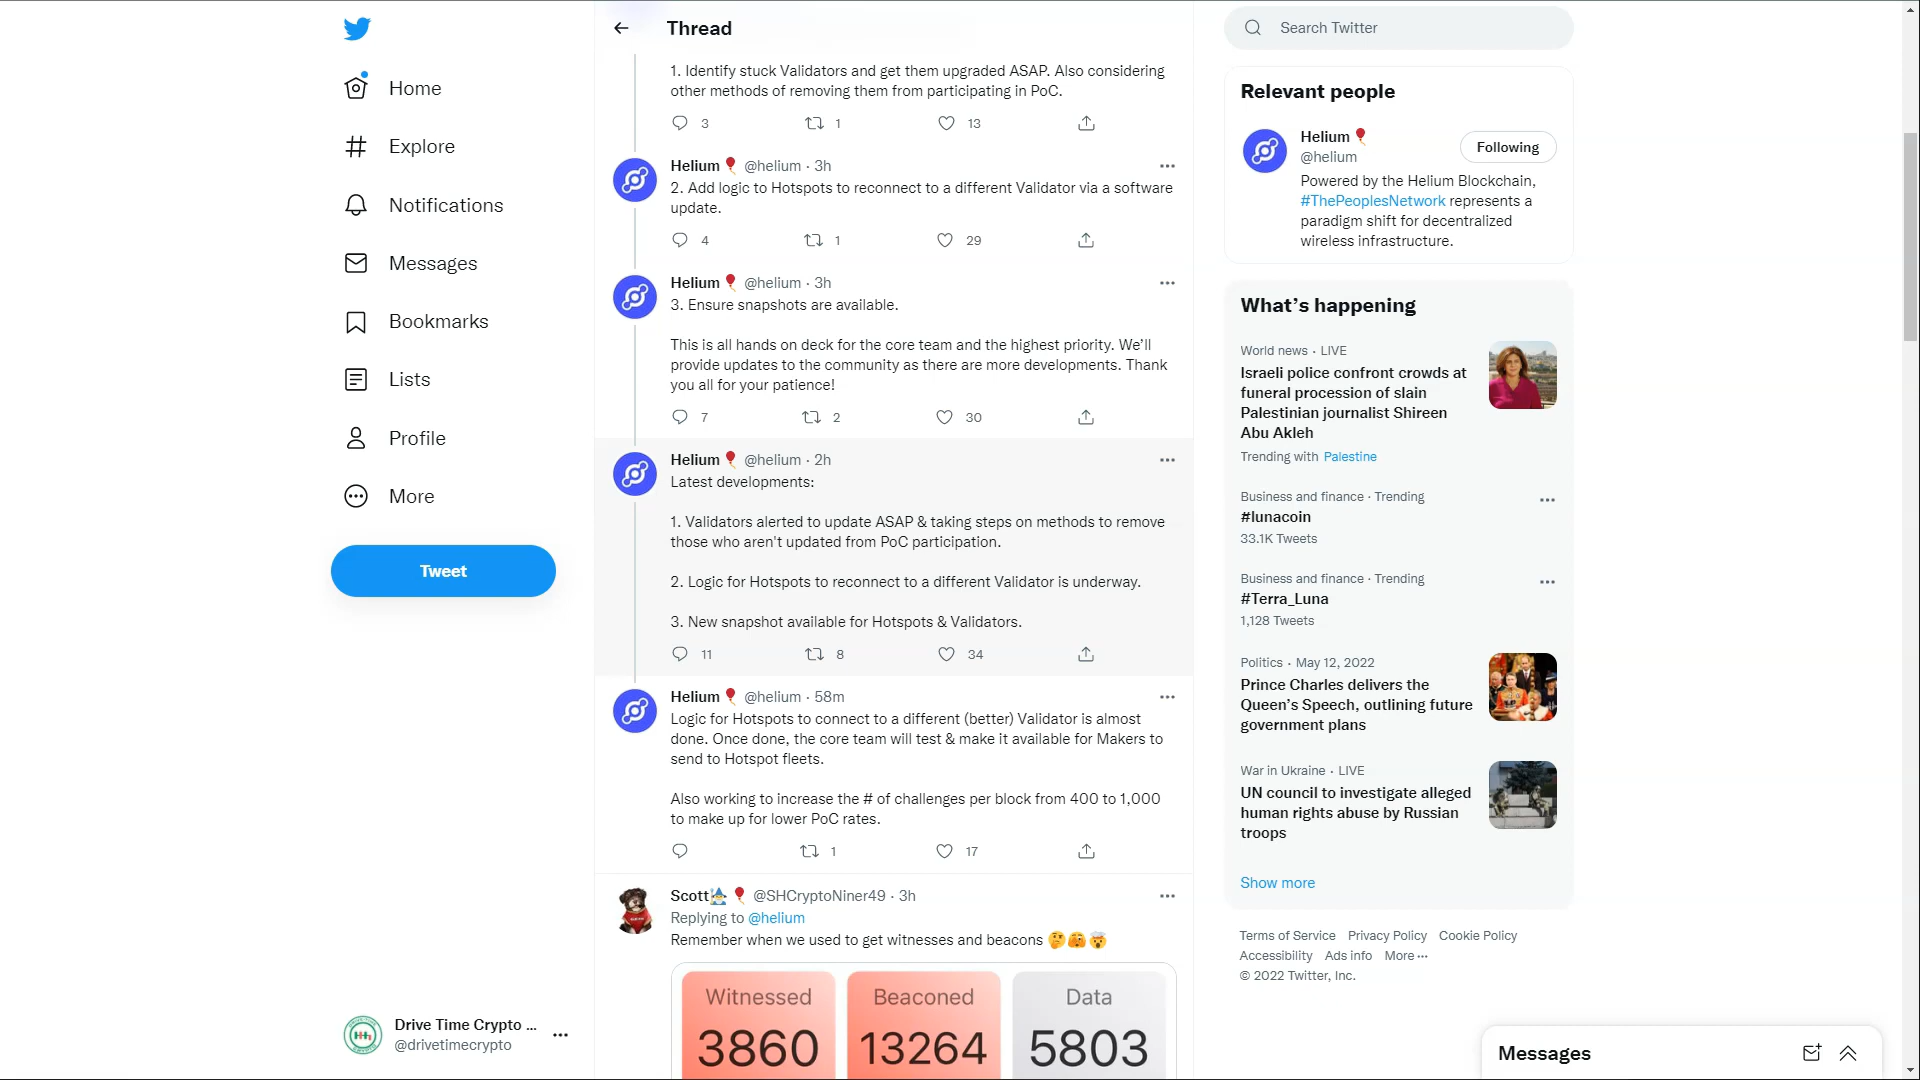 Home
Explore
Notifications
Messages
Bookmarks
Lists
Profile
More
Tweet
Drive Time Crypto ...
@drivetimecrypto
Thread
1. Identify stuck Validators and get them upgraded ASAP. Also considering
other methods of removing them from participating in PoC.
3 1 13
Helium @helium · 3h
2. Add logic to Hotspots to reconnect to a different Validator via a software
update.
4 1 29
Helium @helium · 3h
3. Ensure snapshots are available.
This is all hands on deck for the core team and the highest priority. We'll
provide updates to the community as there are more developments. Thank
you all for your patience!
7 2 30
Helium @helium · 2h
Latest developments:
1. Validators alerted to update ASAP & taking steps on methods to remove
those who aren't updated from PoC participation.
2. Logic for Hotspots to reconnect to a different Validator is underway.
3. New snapshot available for Hotspots & Validators.
11 8 34
Helium @helium · 58m
Logic for Hotspots to connect to a different (better) Validator is almost
done. Once done, the core team will test & make it available for Makers to
send to Hotspot fleets.
Also working to increase the # of challenges per block from 400 to 1,000
to make up for lower PoC rates.
1 17
Scott @SHCryptoNiner49 · 3h
Replying to @helium
Remember when we used to get witnesses and beacons
Witnessed Beaconed Data
3860 13264 5803
Search Twitter
Relevant people
Helium
@helium
Following
Powered by the Helium Blockchain,
#ThePeoplesNetwork represents a
paradigm shift for decentralized
wireless infrastructure.
What's happening
World news · LIVE
Israeli police confront crowds at
funeral procession of slain
Palestinian journalist Shireen
Abu Akleh
Trending with Palestine
Business and finance · Trending
#lunacoin
33.1K Tweets
Business and finance · Trending
#Terra_Luna
1,128 Tweets
Politics · May 12, 2022
Prince Charles delivers the
Queen's Speech, outlining future
government plans
War in Ukraine · LIVE
UN council to investigate alleged
human rights abuse by Russian
troops
Show more
Terms of Service Privacy Policy Cookie Policy
Accessibility Ads info More ···
© 2022 Twitter, Inc.
Messages